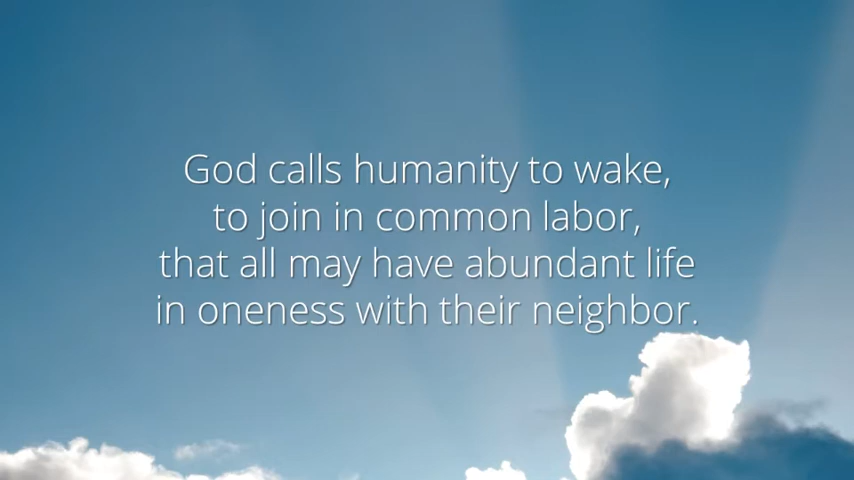 God calls humanity to wake,
to join in common labor,
that all may have abundant life
in oneness with their neighbor.